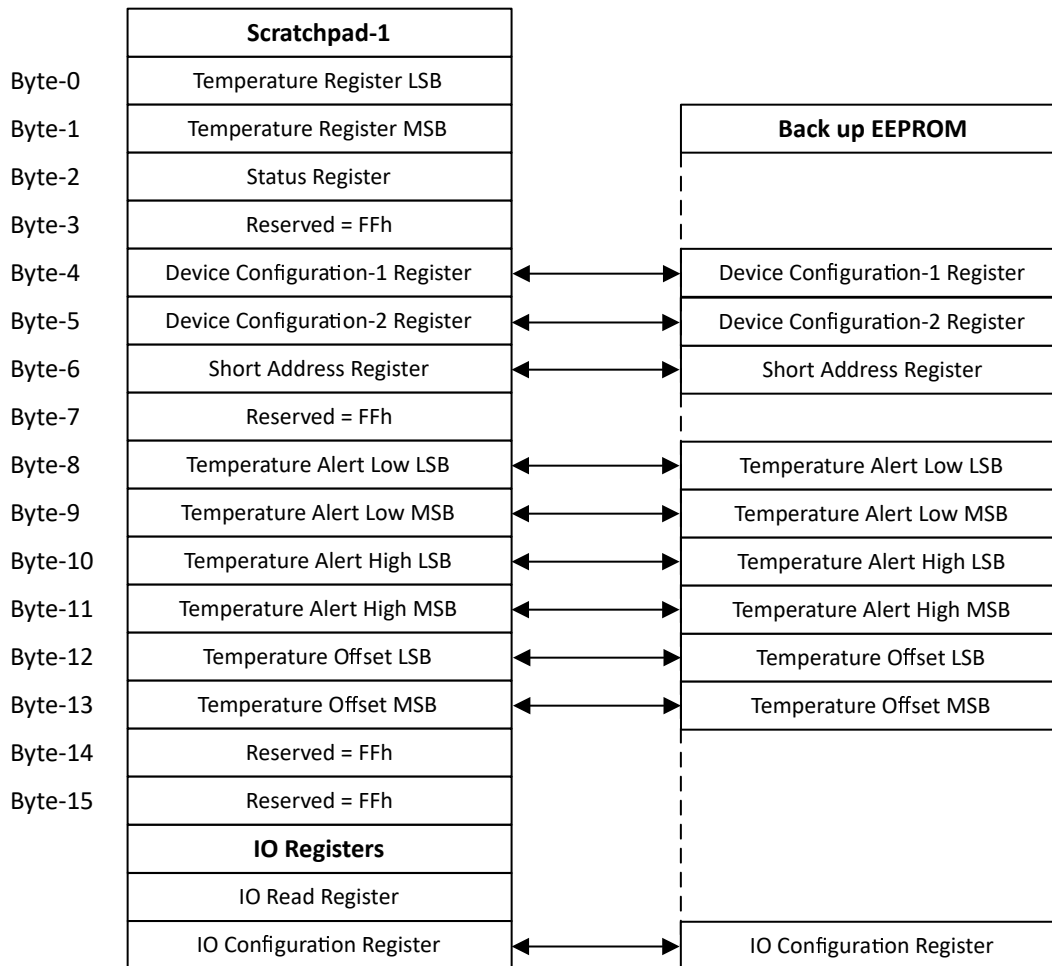 Scratchpad-1
Byte-0 Temperature Register LSB
Byte-1 Temperature Register MSB Back up EEPROM
Byte-2 Status Register
Byte-3 Reserved = FFh
Byte-4 Device Configuration-1 Register Device Configuration-1 Register
Byte-5 Device Configuration-2 Register Device Configuration-2 Register
Byte-6 Short Address Register Short Address Register
Byte-7 Reserved = FFh
Byte-8 Temperature Alert Low LSB Temperature Alert Low LSB
Byte-9 Temperature Alert Low MSB Temperature Alert Low MSB
Byte-10 Temperature Alert High LSB Temperature Alert High LSB
Byte-11 Temperature Alert High MSB Temperature Alert High MSB
Byte-12 Temperature Offset LSB Temperature Offset LSB
Byte-13 Temperature Offset MSB Temperature Offset MSB
Byte-14 Reserved = FFh
Byte-15 Reserved = FFh
IO Registers
IO Read Register
IO Configuration Register IO Configuration Register